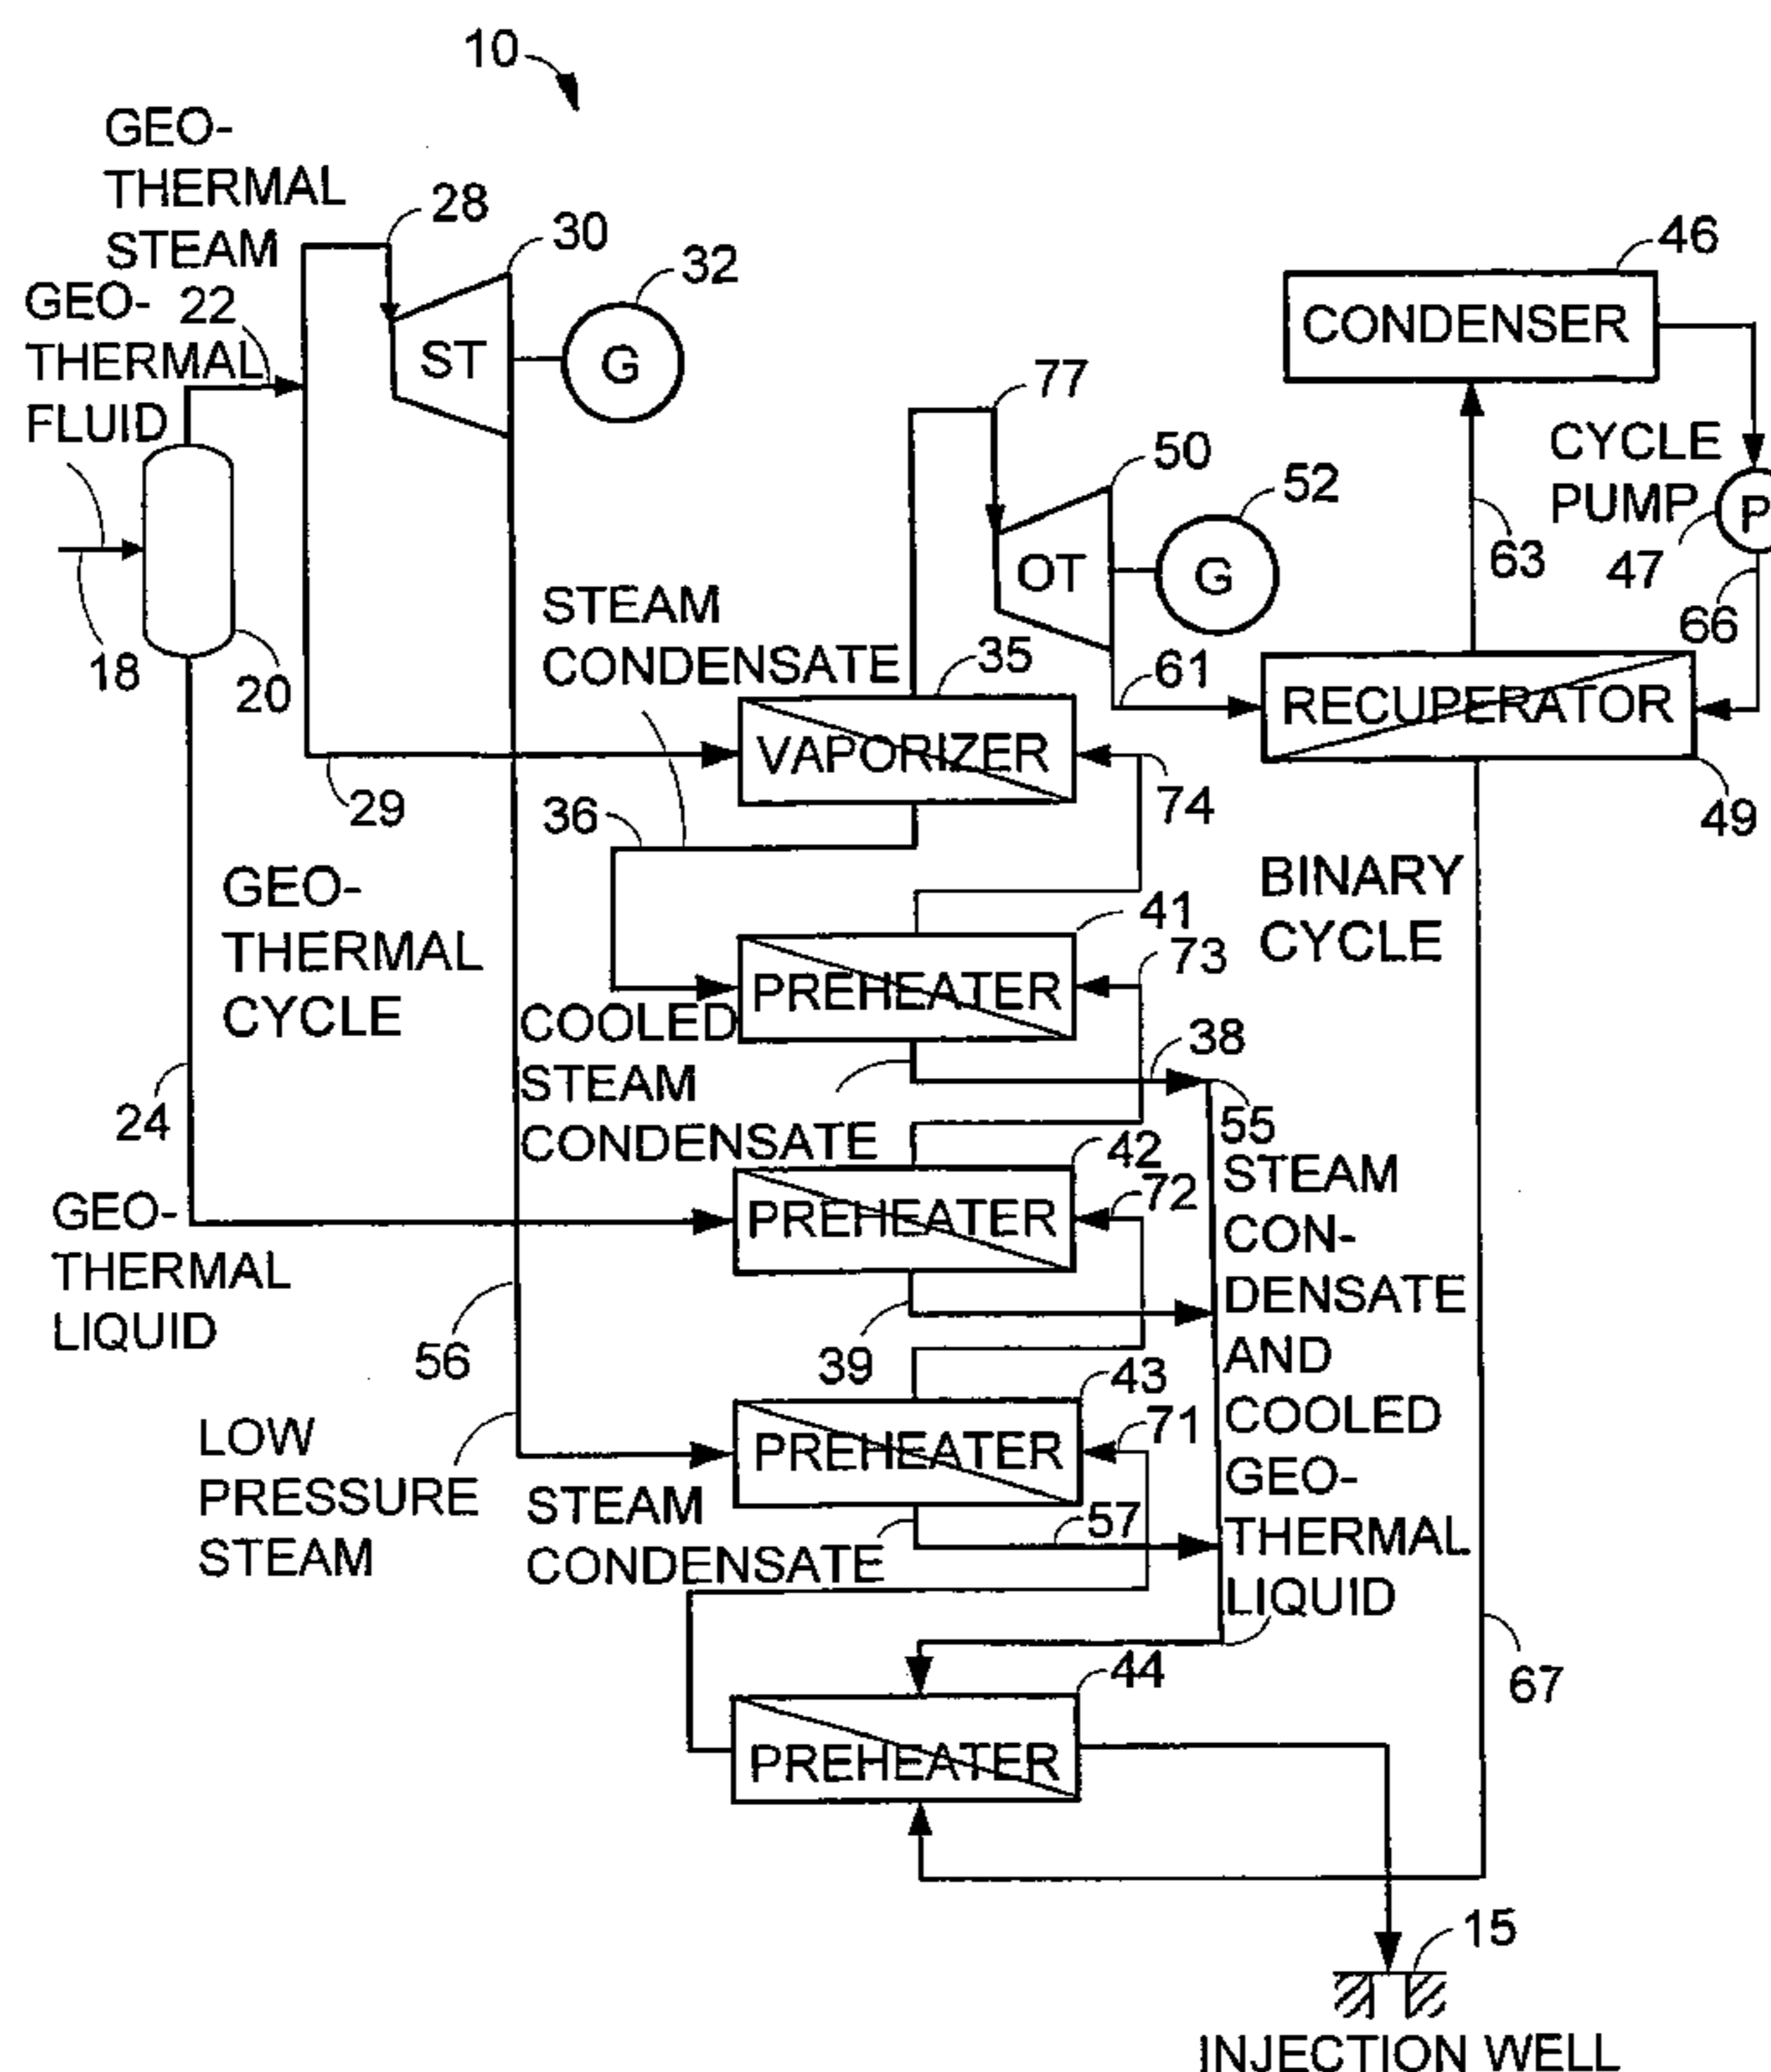 10
GEO-
THERMAL
STEAM
28
30
32
GEO-
22
THERMAL
FLUID
ST
G
18
20
46
CONDENSER
CYCLE
PUMP
P
47
63
66
77
50
52
OT
G
61
RECUPERATOR
49
STEAM
CONDENSATE
35
VAPORIZER
29
36
74
GEO-
THERMAL
CYCLE
BINARY
CYCLE
41
73
PREHEATER
COOLED
STEAM
CONDENSATE
38
55
24
42
72
PREHEATER
GEO-
THERMAL
LIQUID
39
56
STEAM
CON-
DENSATE
AND
COOLED
GEO-
THERMAL
LIQUID
43
71
PREHEATER
LOW
PRESSURE
STEAM
STEAM
CONDENSATE
57
44
67
PREHEATER
15
INJECTION WELL